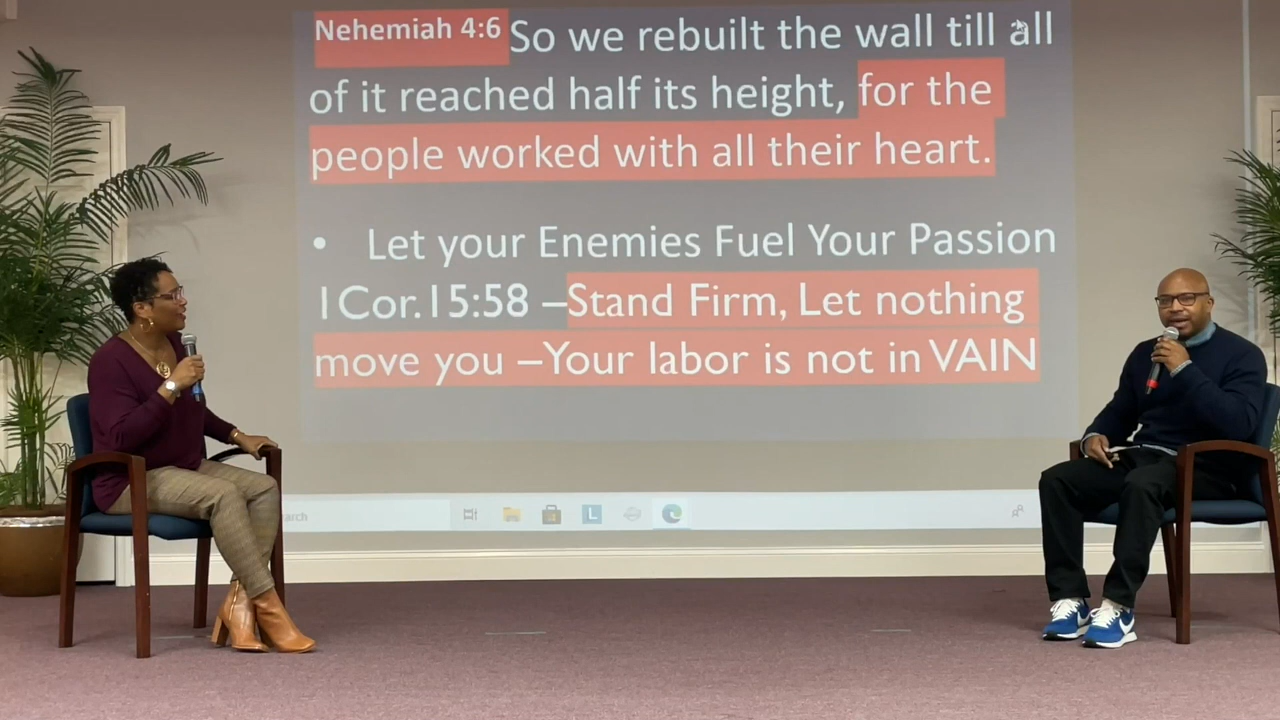 Nehemiah 4:6 So we rebuilt the wall till all
of it reached half its height, for the
people worked with all their heart.
• Let your Enemies Fuel Your Passion
1Cor.15:58 –Stand Firm, Let nothing
move you –Your labor is not in VAIN
arch
L